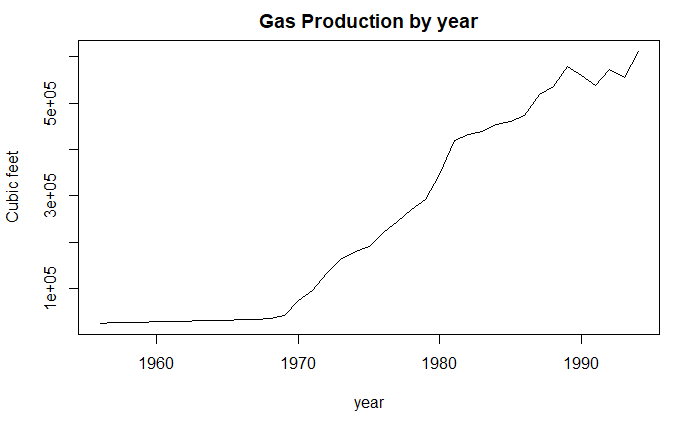 Gas Production by year
Cubic feet
5e+05
3e+05
1e+05
1960 1970 1980 1990
year